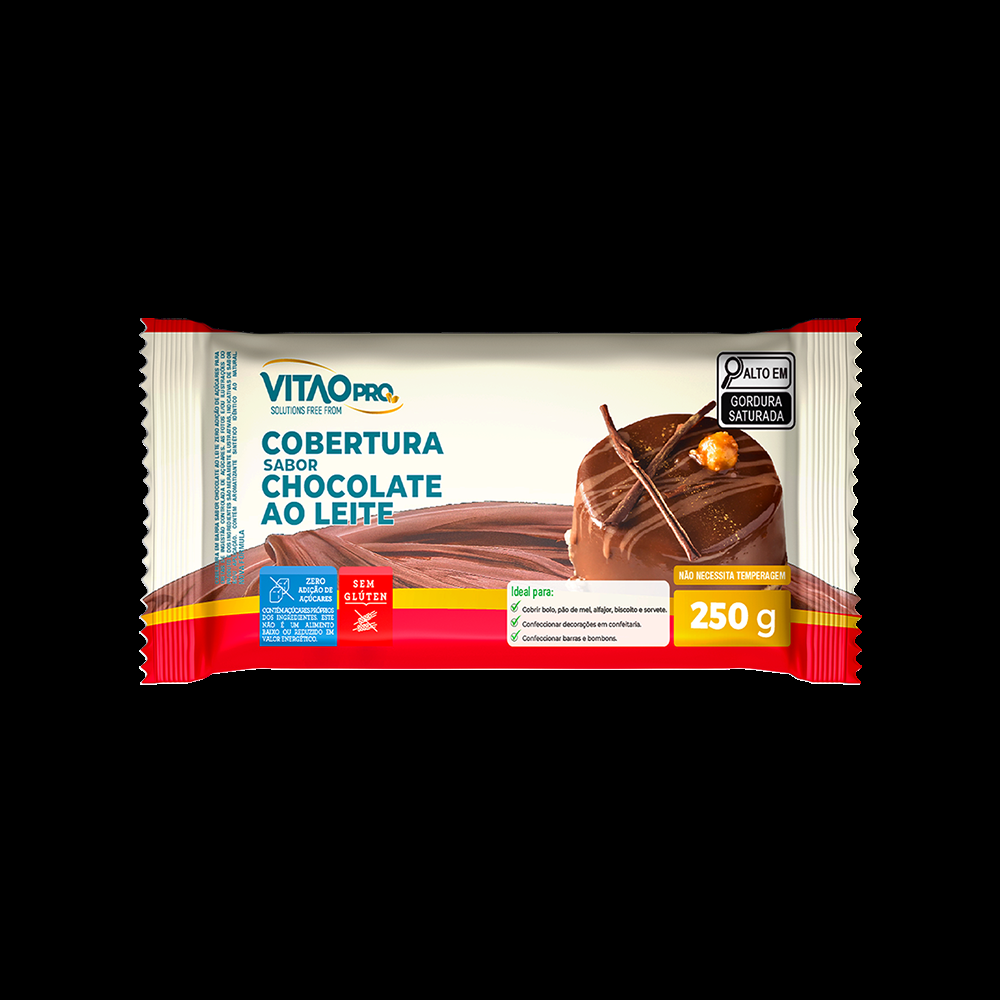 VITAOPRO
SOLUTIONS FREE FROM
COBERTURA
SABOR
CHOCOLATE
AO LEITE
ALTO EM
GORDURA
SATURADA
ZERO
ADIÇÃO DE
AÇÚCARES
CONTÉM AÇÚCARES PRÓPRIOS
DOS INGREDIENTES. ESTE
NÃO É UM ALIMENTO
BAIXO OU REDUZIDO EM
VALOR ENERGÉTICO.
SEM
GLÚTEN
Ideal para:
Cobrir bolo, pão de mel, alfajor, biscoito e sorvete.
Confeccionar decorações em confeitaria.
Confeccionar barras e bombons.
NÃO NECESSITA TEMPERAGEM
250 g